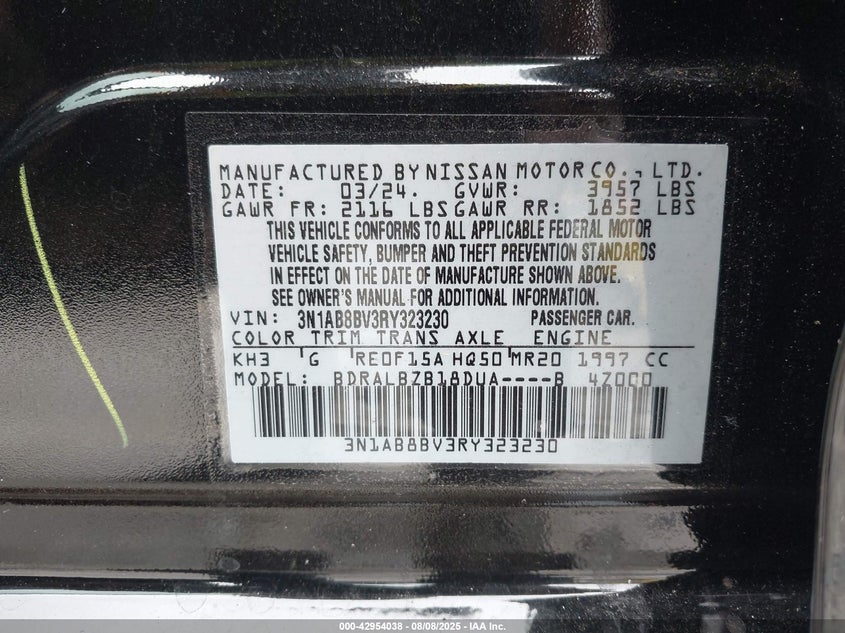 MANUFACTURED BY NISSAN MOTOR CO., LTD.
DATE: 03/24. GVWR: 3957 LBS
GAWR FR: 2116 LBS GAWR RR: 1852 LBS
THIS VEHICLE CONFORMS TO ALL APPLICABLE FEDERAL MOTOR
VEHICLE SAFETY, BUMPER AND THEFT PREVENTION STANDARDS
IN EFFECT ON THE DATE OF MANUFACTURE SHOWN ABOVE.
SEE OWNER'S MANUAL FOR ADDITIONAL INFORMATION.
VIN: 3N1AB8BV3RY323230 PASSENGER CAR.
COLOR TRIM TRANS AXLE ENGINE
KH3 G RE0F15A HQ50 MR20 1997 CC
MODEL: BDRALBZB18DUA----B 4Z0C0
3N1AB8BV3RY323230
000-42954038 - 08/08/2025 - IAA Inc.